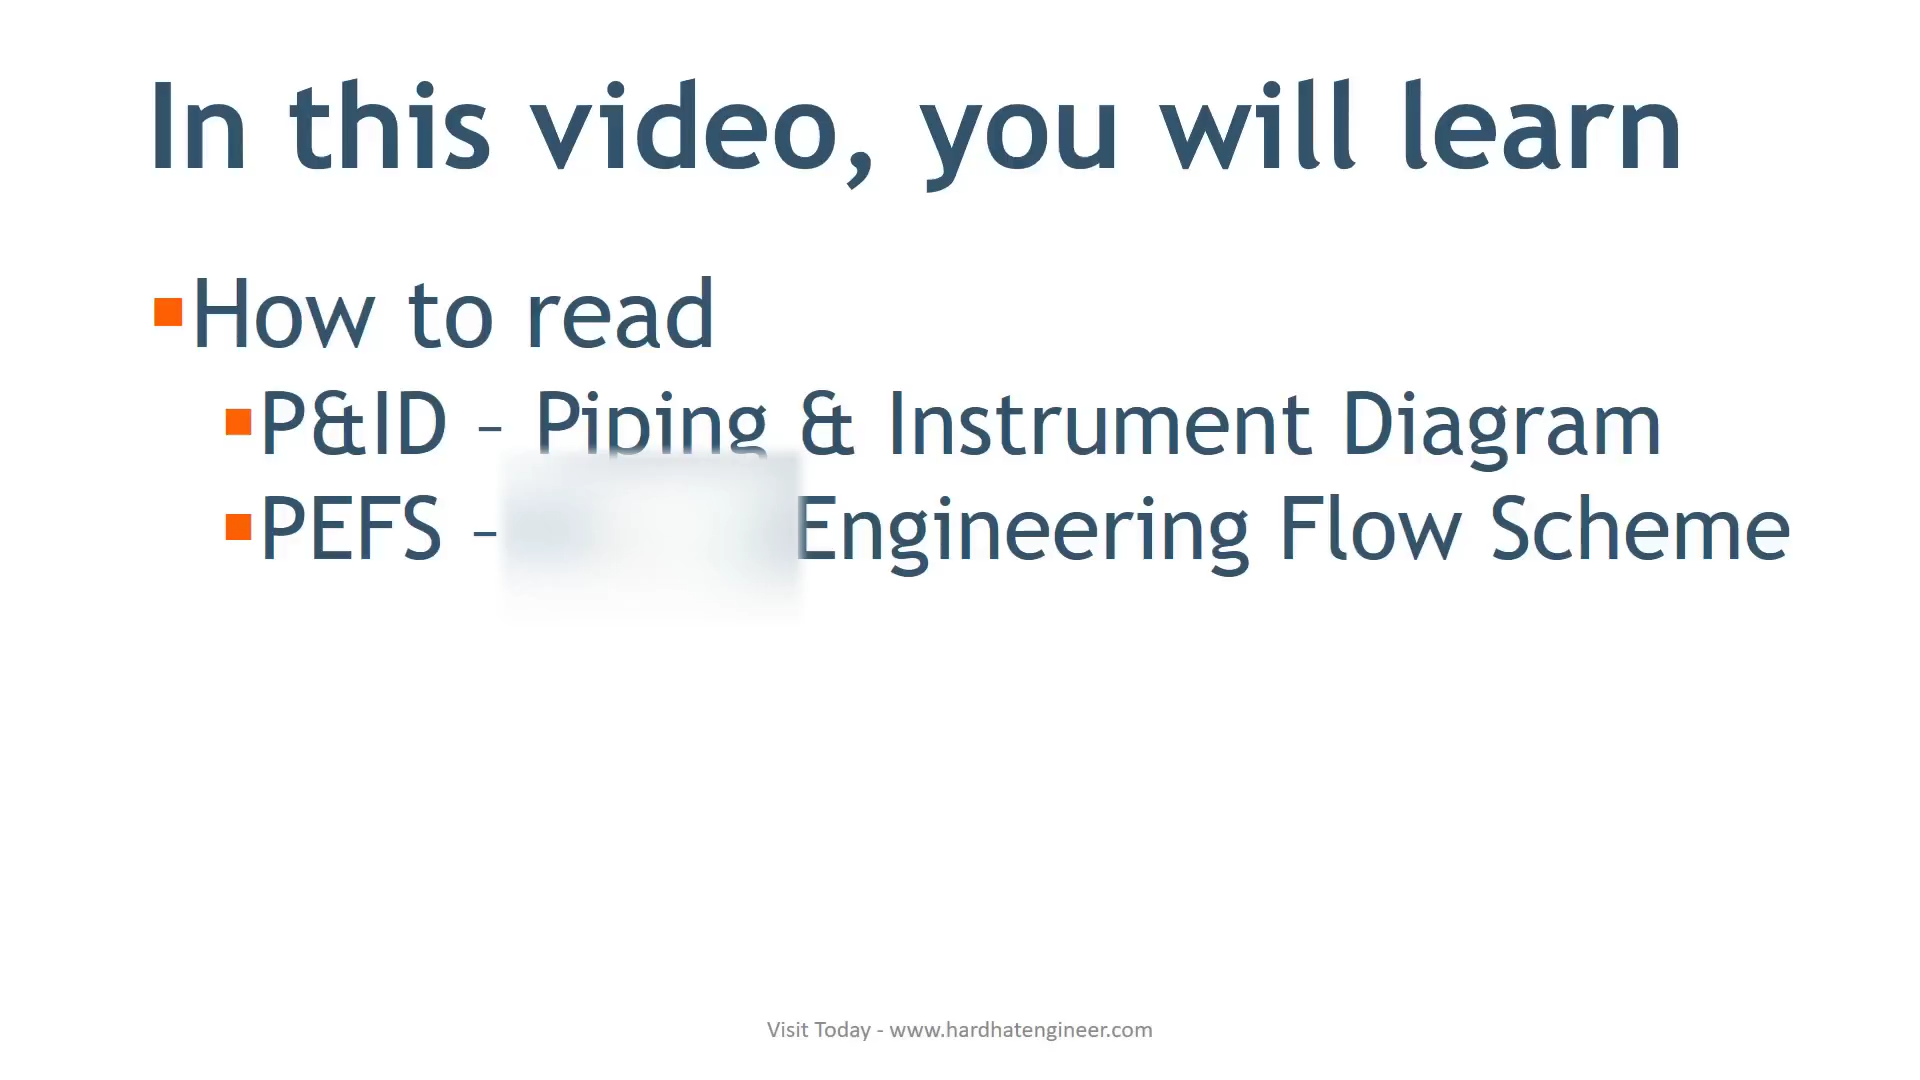 In this video, you will learn
How to read
P&ID – Piping & Instrument Diagram
PEFS – Engineering Flow Scheme
Visit Today - www.hardhatengineer.com